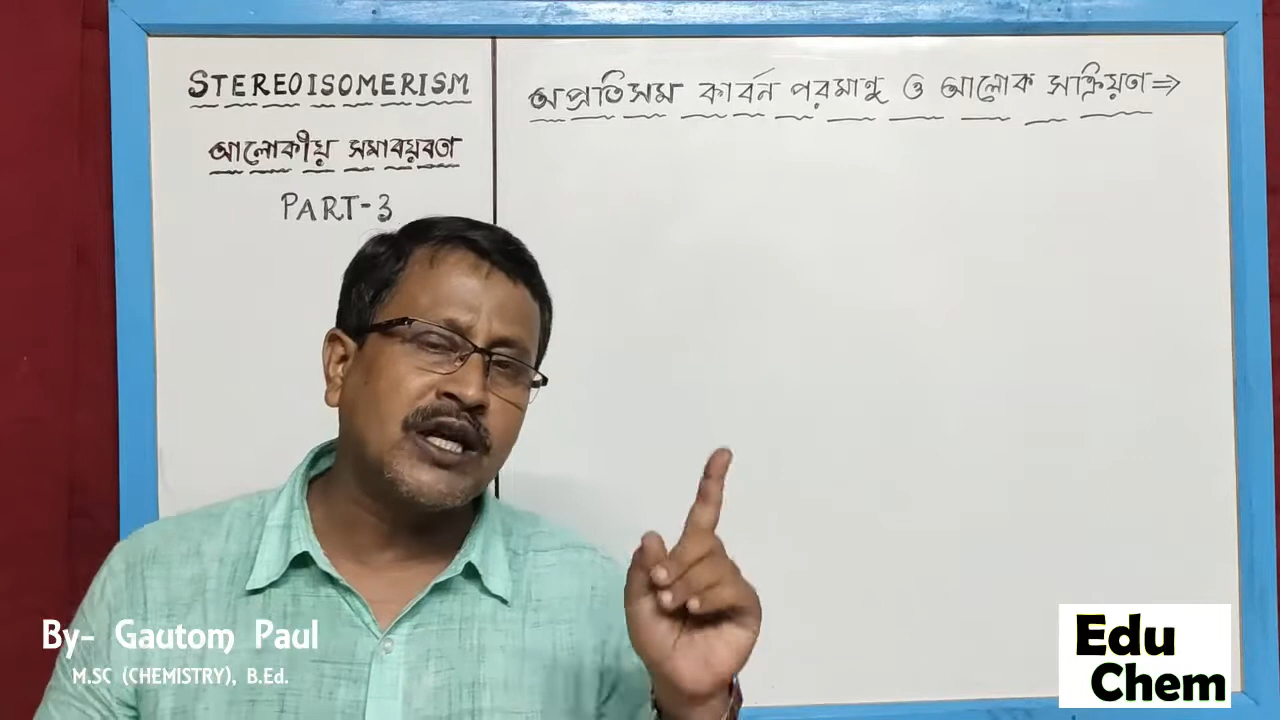 STEREOISOMERISM
আলোকীয় সমাবয়বতা
PART-3
অপ্রতিসম কার্বন পরমাণু ও আলোক সক্রিয়তা ⇒
By- Gautom Paul
M.SC (CHEMISTRY), B.Ed.
Edu
Chem